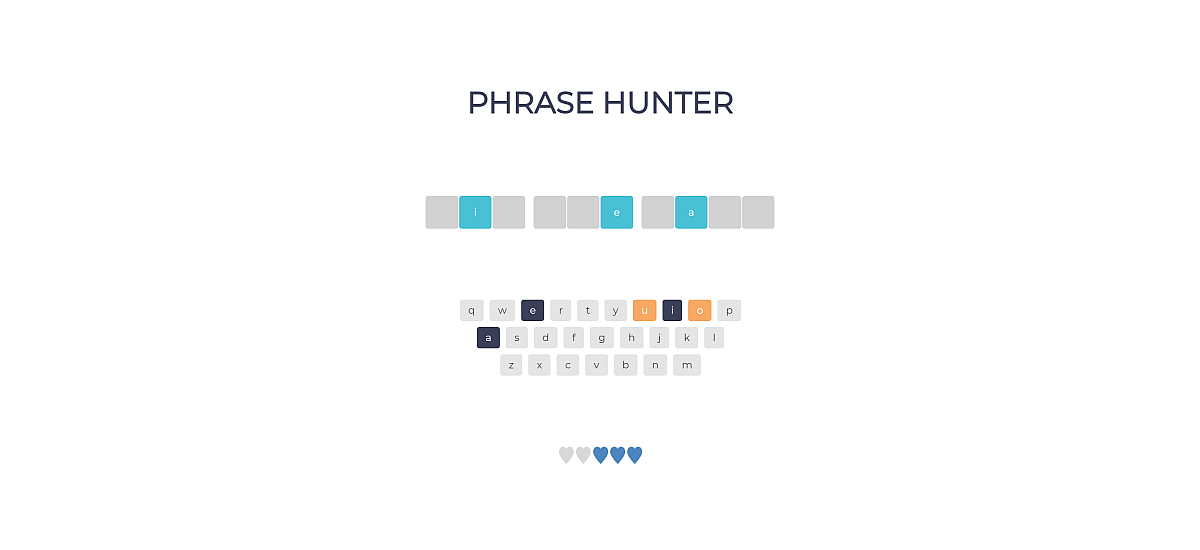 PHRASE HUNTER
i e a
q w e r t y u i o p
a s d f g h j k l
z x c v b n m